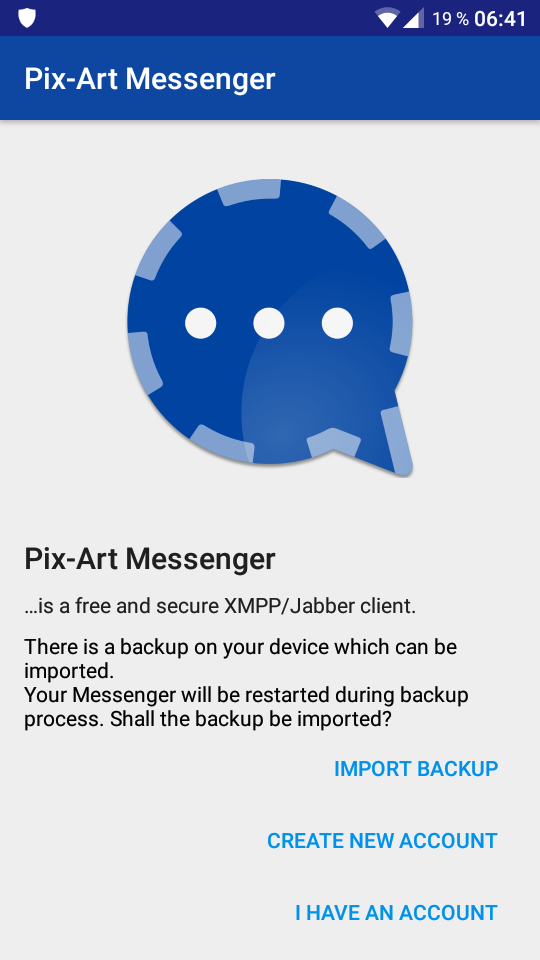 19 % 06:41
Pix-Art Messenger
Pix-Art Messenger
…is a free and secure XMPP/Jabber client.
There is a backup on your device which can be
imported.
Your Messenger will be restarted during backup
process. Shall the backup be imported?
IMPORT BACKUP
CREATE NEW ACCOUNT
I HAVE AN ACCOUNT